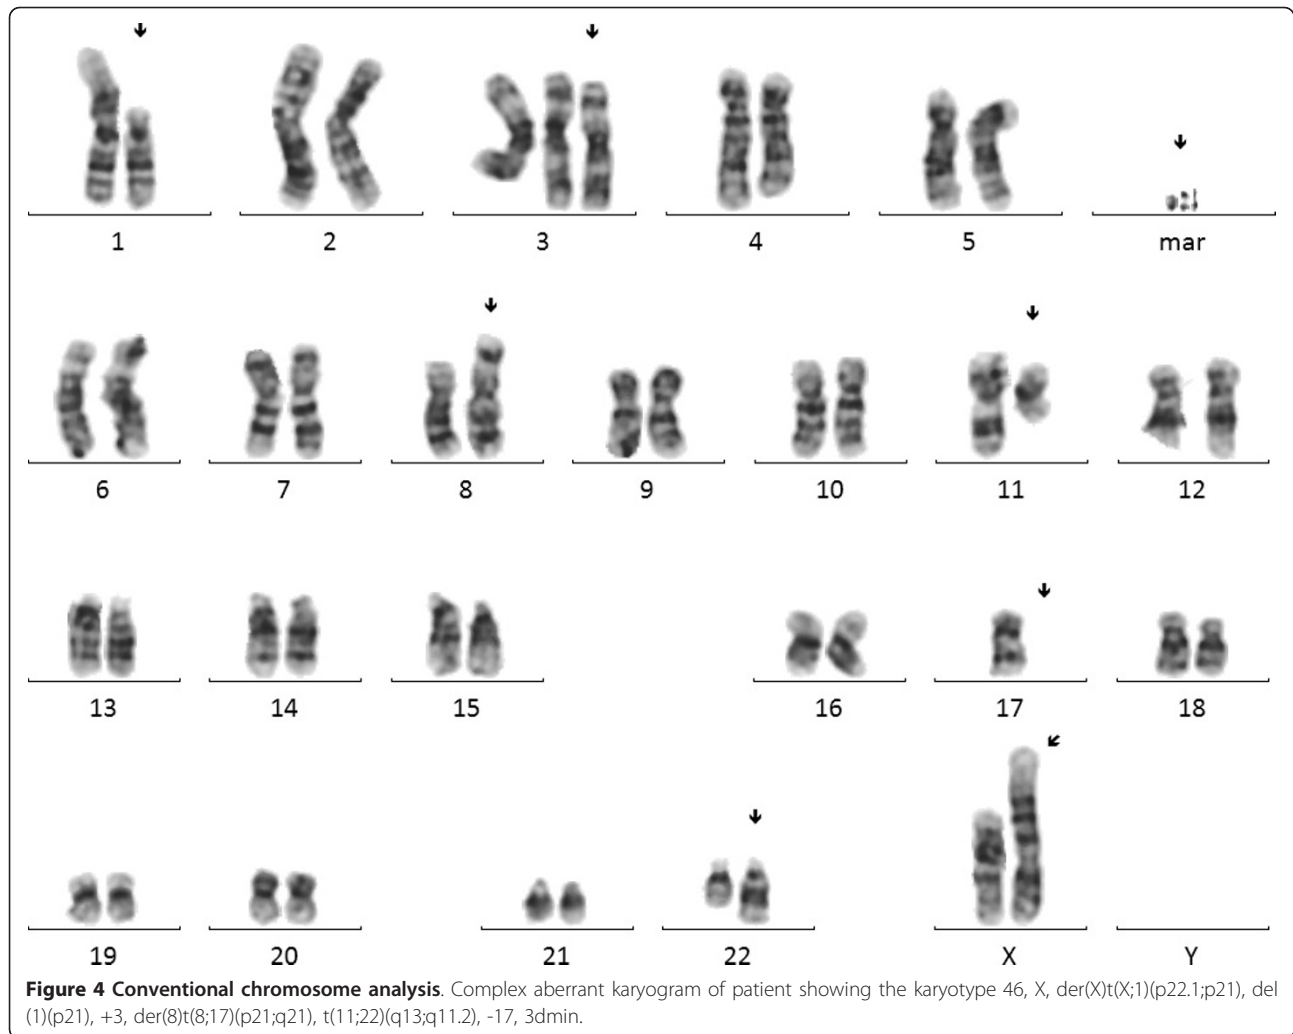 1 2 3 4 5 mar
6 7 8 9 10 11 12
13 14 15 16 17 18
19 20 21 22 X Y
Figure 4 Conventional chromosome analysis. Complex aberrant karyogram of patient showing the karyotype 46, X, der(X)t(X;1)(p22.1;p21), del
(1)(p21), +3, der(8)t(8;17)(p21;q21), t(11;22)(q13;q11.2), -17, 3dmin.